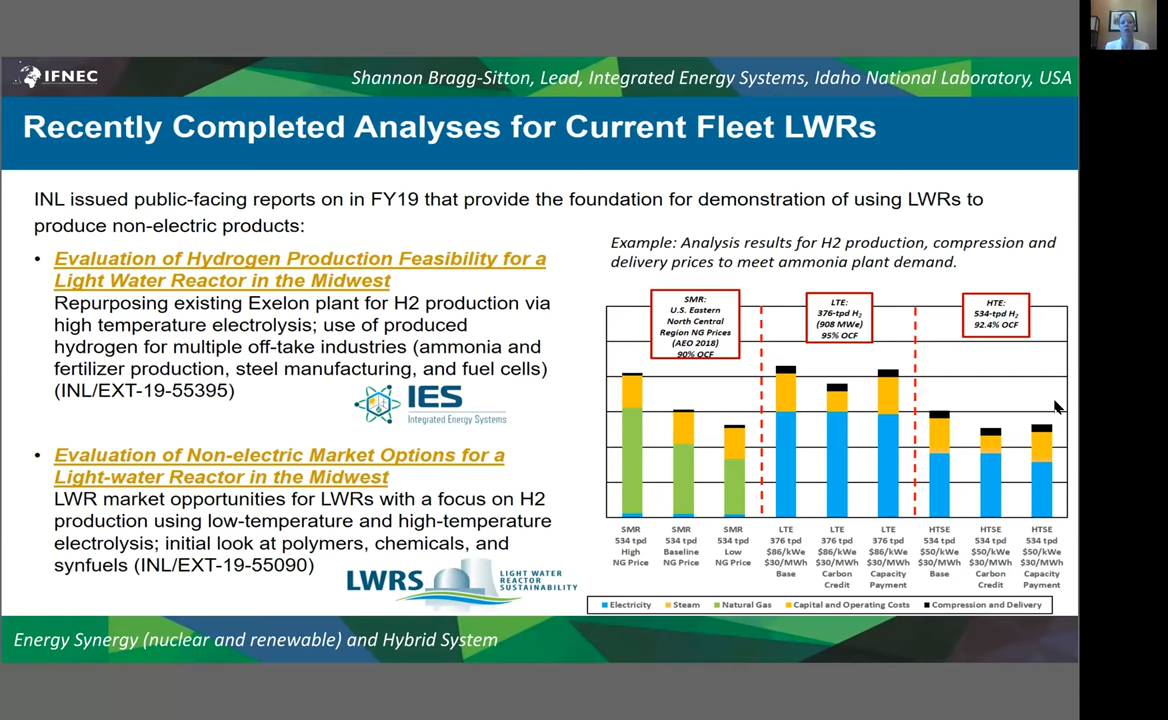 IFNEC
Shannon Bragg-Sitton, Lead, Integrated Energy Systems, Idaho National Laboratory, USA
Recently Completed Analyses for Current Fleet LWRs
INL issued public-facing reports on in FY19 that provide the foundation for demonstration of using LWRs to
produce non-electric products:
• Evaluation of Hydrogen Production Feasibility for a
Light Water Reactor in the Midwest
Repurposing existing Exelon plant for H2 production via
high temperature electrolysis; use of produced
hydrogen for multiple off-take industries (ammonia and
fertilizer production, steel manufacturing, and fuel cells)
(INL/EXT-19-55395)
IES
Integrated Energy Systems
• Evaluation of Non-electric Market Options for a
Light-water Reactor in the Midwest
LWR market opportunities for LWRs with a focus on H2
production using low-temperature and high-temperature
electrolysis; initial look at polymers, chemicals, and
synfuels (INL/EXT-19-55090)
LWRS
LIGHT WATER
REACTOR
SUSTAINABILITY
Example: Analysis results for H2 production, compression and
delivery prices to meet ammonia plant demand.
SMR:
U.S. Eastern
North Central
Region NG Prices
(AEO 2018)
90% OCF
LTE:
376-tpd H2
(908 MWe)
95% OCF
HTE:
534-tpd H2
92.4% OCF
SMR
534 tpd
High
NG Price
SMR
534 tpd
Baseline
NG Price
SMR
534 tpd
Low
NG Price
LTE
376 tpd
$86/kWe
$30/MWh
Base
LTE
376 tpd
$86/kWe
$30/MWh
Carbon
Credit
LTE
376 tpd
$86/kWe
$30/MWh
Capacity
Payment
HTSE
534 tpd
$50/kWe
$30/MWh
Base
HTSE
534 tpd
$50/kWe
$30/MWh
Carbon
Credit
HTSE
534 tpd
$50/kWe
$30/MWh
Capacity
Payment
Electricity Steam Natural Gas Capital and Operating Costs Compression and Delivery
Energy Synergy (nuclear and renewable) and Hybrid System